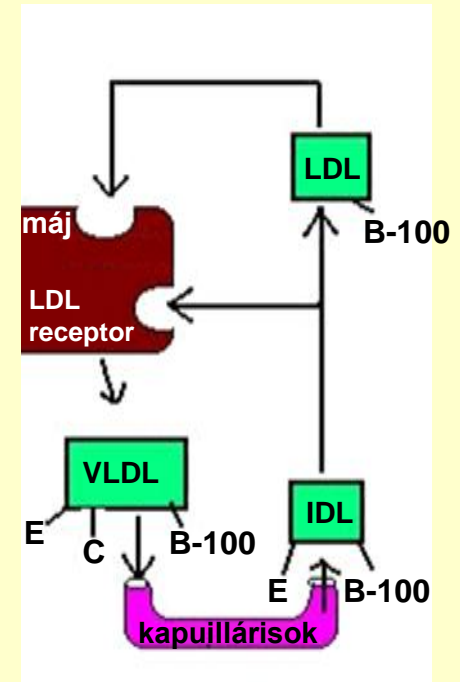 LDL
B-100
máj
LDL
receptor
VLDL
E
C
B-100
IDL
E
B-100
kapuillárisok